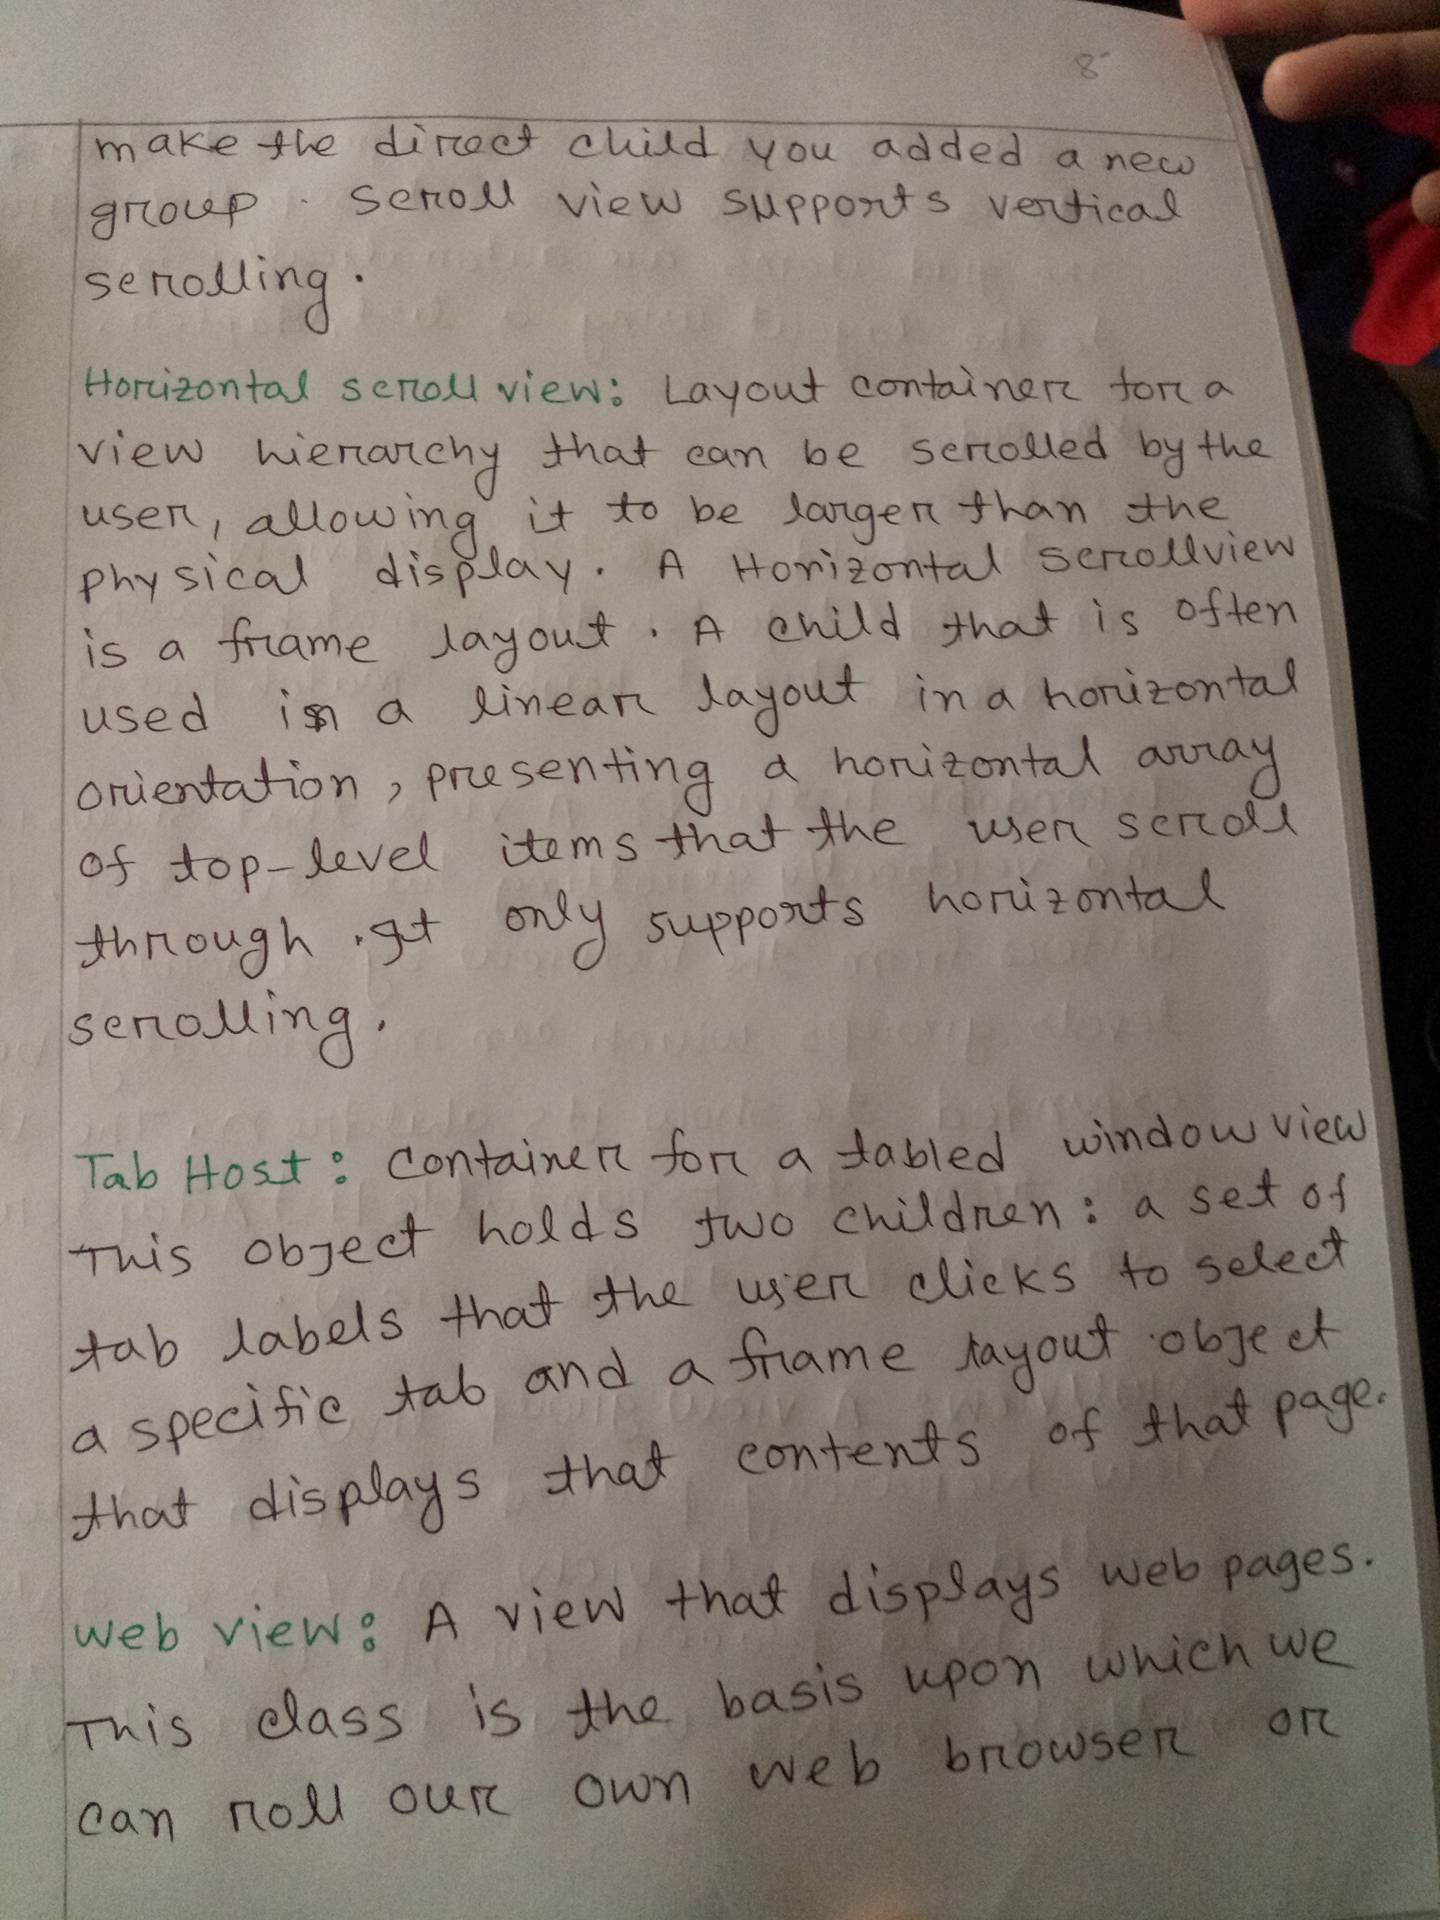 8
make the direct child you added a new
group. scroll view supports vertical
scrolling.
Horizontal scroll view: Layout container for a
view hierarchy that can be scrolled by the
user, allowing it to be larger than the
physical display. A Horizontal scrollview
is a frame layout. A child that is often
used is a linear layout in a horizontal
orientation, presenting a horizontal array
of top-level items that the user scroll
through. It only supports horizontal
scrolling.
Tab Host: Container for a tabled window view
This object holds two children: a set of
tab labels that the user clicks to select
a specific tab and a frame layout object
that displays that contents of that page.
Web view: A view that displays web pages.
This class is the basis upon which we
can roll our own web browser or